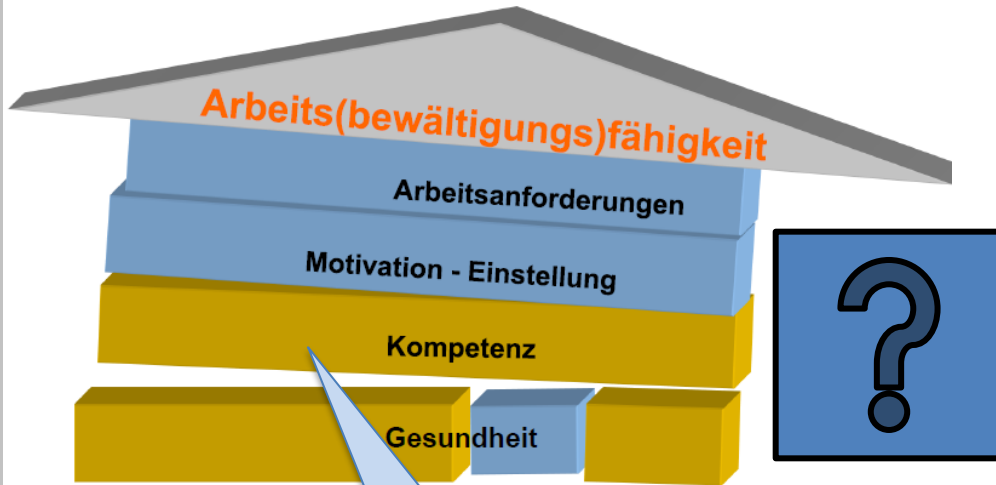 Arbeits(bewältigungs)fähigkeit
Arbeitsanforderungen
Motivation - Einstellung
Kompetenz
Gesundheit
?